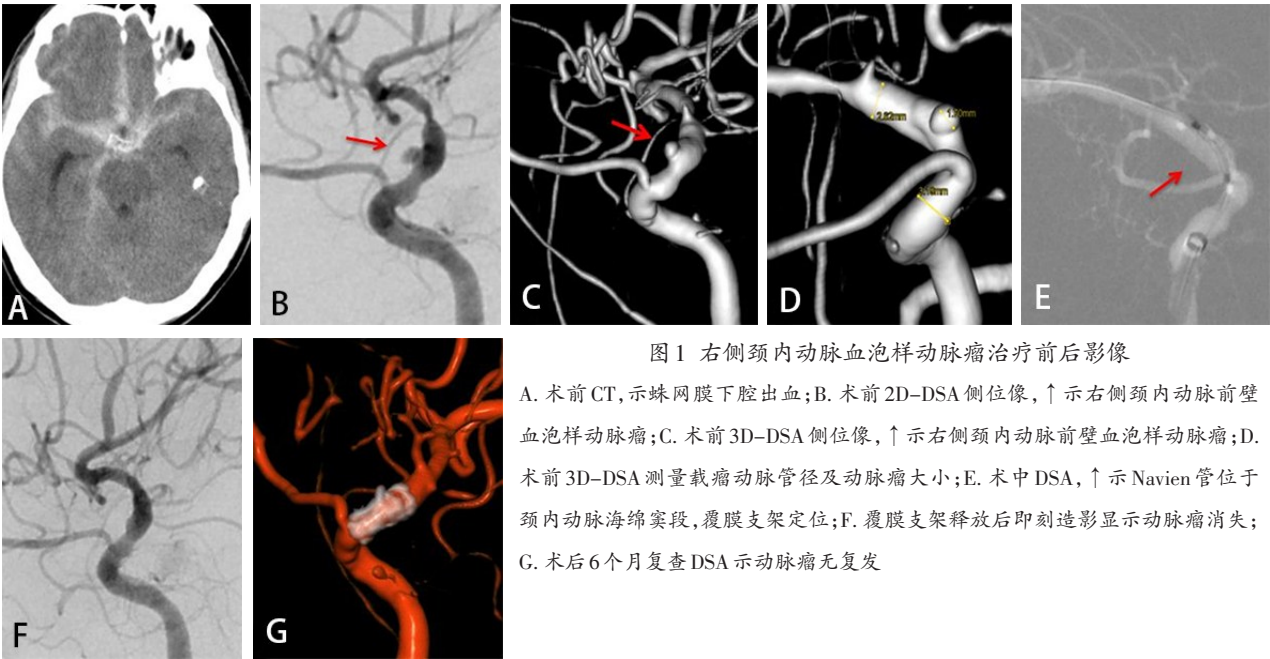 A
B
C
D
2.82mm
E
F
G
图1 右侧颈内动脉血泡样动脉瘤治疗前后影像
A. 术前CT,示蛛网膜下腔出血;B. 术前2D-DSA侧位像,↑示右侧颈内动脉前壁
血泡样动脉瘤;C. 术前3D-DSA侧位像,↑示右侧颈内动脉前壁血泡样动脉瘤;D.
术前3D-DSA测量载瘤动脉管径及动脉瘤大小;E. 术中DSA,↑示Navien管位于
颈内动脉海绵窦段,覆膜支架定位;F. 覆膜支架释放后即刻造影显示动脉瘤消失;
G. 术后6个月复查DSA示动脉瘤无复发